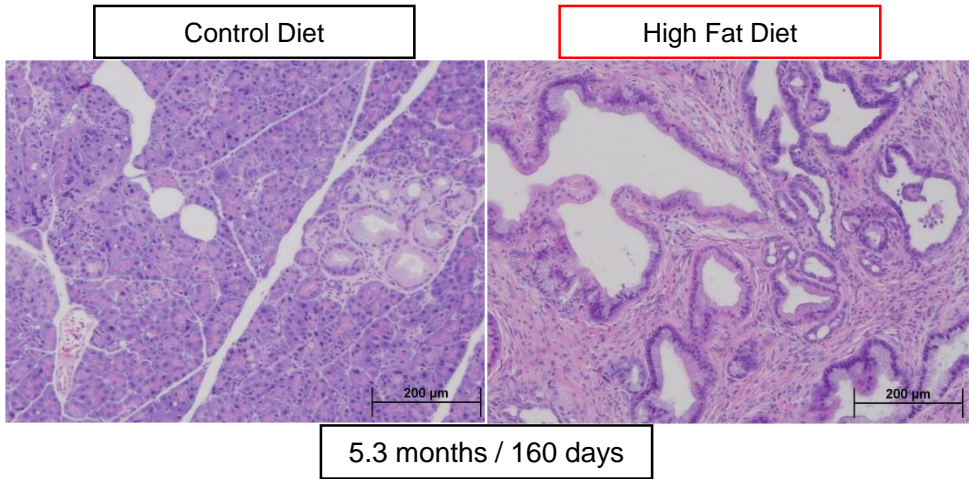 Control Diet
High Fat Diet
200 µm
200 µm
5.3 months / 160 days